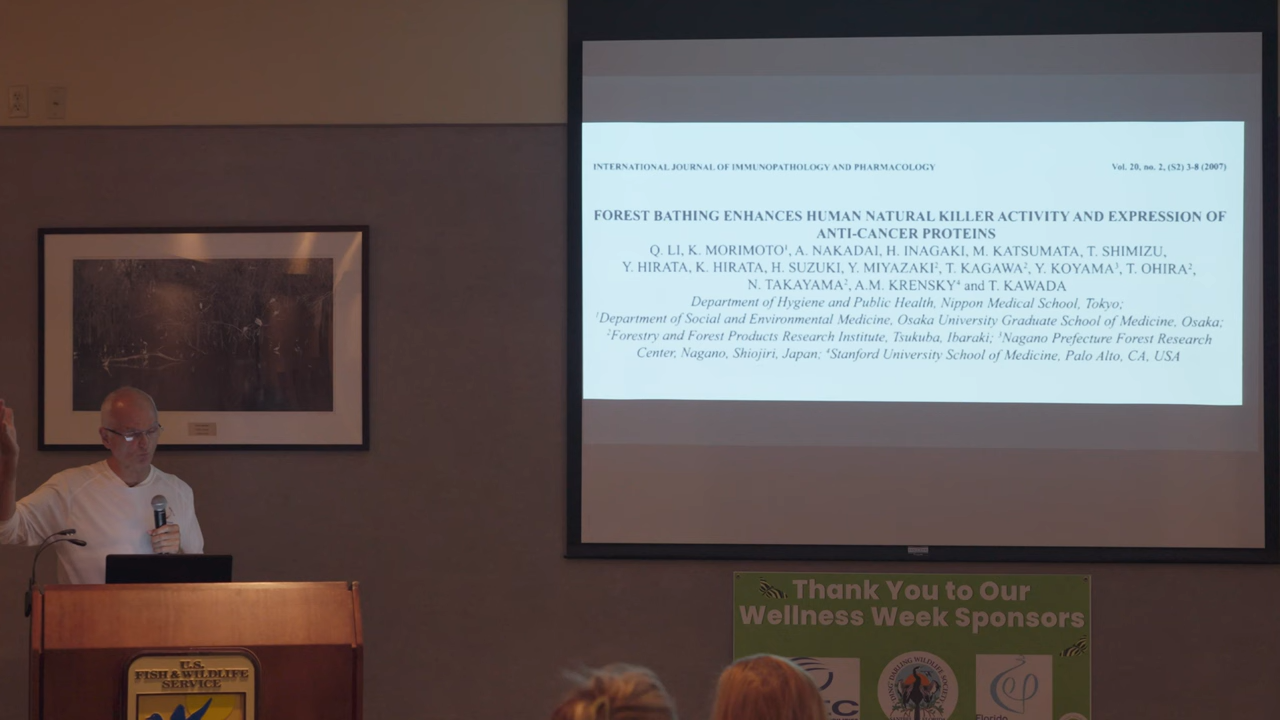 INTERNATIONAL JOURNAL OF IMMUNOPATHOLOGY AND PHARMACOLOGY
Vol. 20, no. 2, (S2) 3-8 (2007)
FOREST BATHING ENHANCES HUMAN NATURAL KILLER ACTIVITY AND EXPRESSION OF
ANTI-CANCER PROTEINS
Q. LI, K. MORIMOTO¹, A. NAKADAI, H. INAGAKI, M. KATSUMATA, T. SHIMIZU,
Y. HIRATA, K. HIRATA, H. SUZUKI, Y. MIYAZAKI², T. KAGAWA², Y. KOYAMA³, T. OHIRA²,
N. TAKAYAMA², A.M. KRENSKY⁴ and T. KAWADA
Department of Hygiene and Public Health, Nippon Medical School, Tokyo;
¹Department of Social and Environmental Medicine, Osaka University Graduate School of Medicine, Osaka;
²Forestry and Forest Products Research Institute, Tsukuba, Ibaraki; ³Nagano Prefecture Forest Research
Center, Nagano, Shiojiri, Japan; ⁴Stanford University School of Medicine, Palo Alto, CA, USA
Thank You to Our
Wellness Week Sponsors
DARLING WILDLIFE SOCIETY
Florida
U.S.
FISH & WILDLIFE
SERVICE